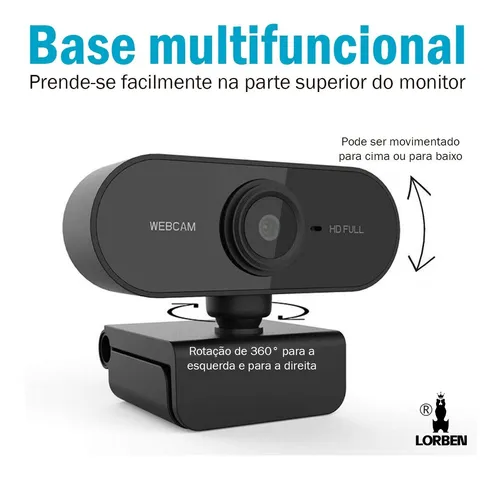 Base multifuncional
Prende-se facilmente na parte superior do monitor
Pode ser movimentado
para cima ou para baixo
WEBCAM
HD FULL
Rotação de 360° para a
esquerda e para a direita
®
LORBEN